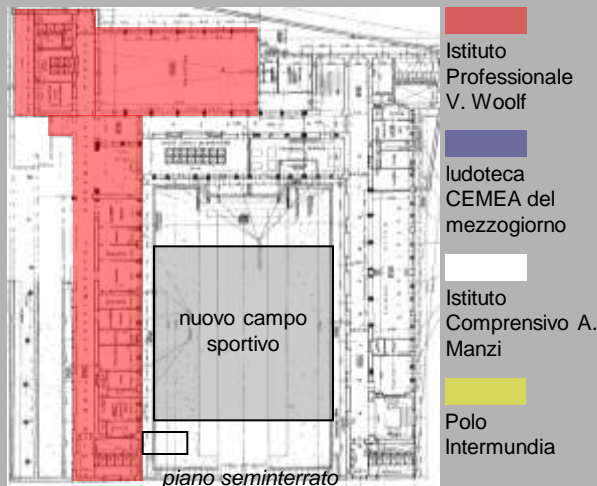 nuovo campo
sportivo
piano seminterrato
Istituto
Professionale
V. Woolf
ludoteca
CEMEA del
mezzogiorno
Istituto
Comprensivo A.
Manzi
Polo
Intermundia